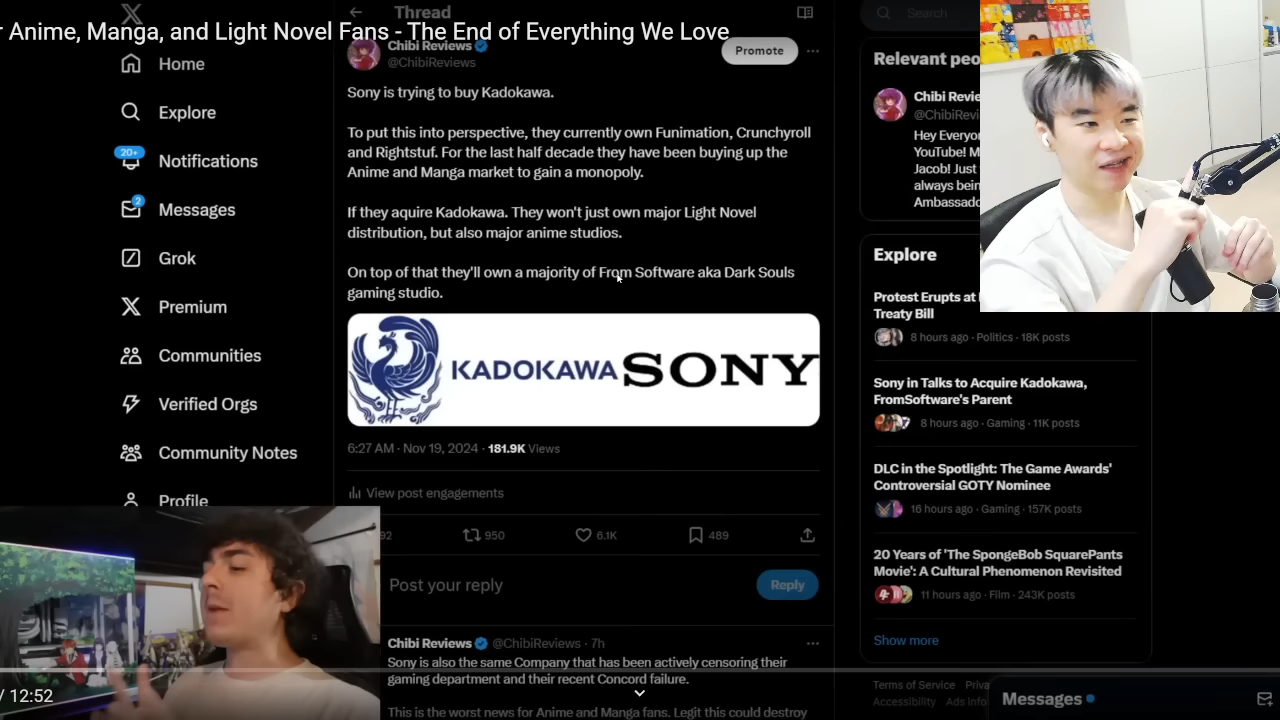 r Anime, Manga, and Light Novel Fans - The End of Everything We Love
Home
Explore
20+
Notifications
2
Messages
Grok
Premium
Communities
Verified Orgs
Community Notes
Profile
Thread
Chibi Reviews
@ChibiReviews
Promote
Sony is trying to buy Kadokawa.
To put this into perspective, they currently own Funimation, Crunchyroll
and Rightstuf. For the last half decade they have been buying up the
Anime and Manga market to gain a monopoly.
If they aquire Kadokawa. They won't just own major Light Novel
distribution, but also major anime studios.
On top of that they'll own a majority of From Software aka Dark Souls
gaming studio.
KADOKAWA SONY
6:27 AM · Nov 19, 2024 · 181.9K Views
View post engagements
92
950
6.1K
489
Post your reply
Reply
Chibi Reviews @ChibiReviews · 7h
Sony is also the same Company that has been actively censoring their
gaming department and their recent Concord failure.
This is the worst news for Anime and Manga fans. Legit this could destroy
Search
Relevant peo
Chibi Revie
@ChibiRevi
Hey Everyon
YouTube! M
Jacob! Just
always bein
Ambassado
Explore
Protest Erupts at
Treaty Bill
8 hours ago · Politics · 18K posts
Sony in Talks to Acquire Kadokawa,
FromSoftware's Parent
8 hours ago · Gaming · 11K posts
DLC in the Spotlight: The Game Awards'
Controversial GOTY Nominee
16 hours ago · Gaming · 157K posts
20 Years of 'The SpongeBob SquarePants
Movie': A Cultural Phenomenon Revisited
11 hours ago · Film · 243K posts
Show more
Terms of Service Priva
Accessibility Ads info
Messages
/ 12:52